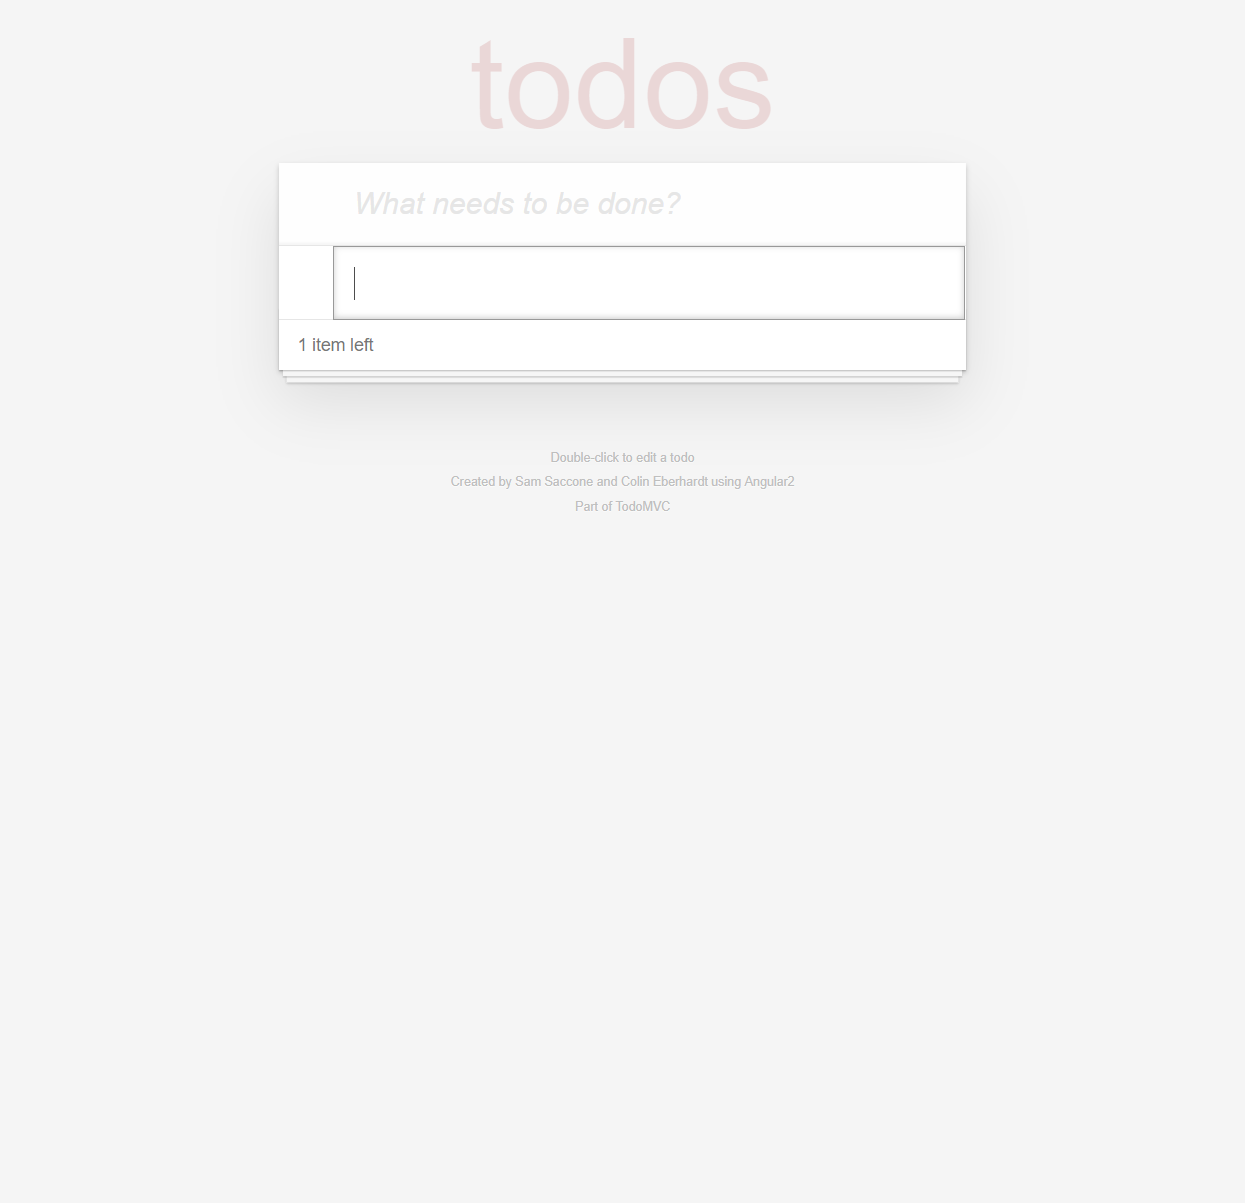 todos
What needs to be done?
1 item left
Double-click to edit a todo
Created by Sam Saccone and Colin Eberhardt using Angular2
Part of TodoMVC